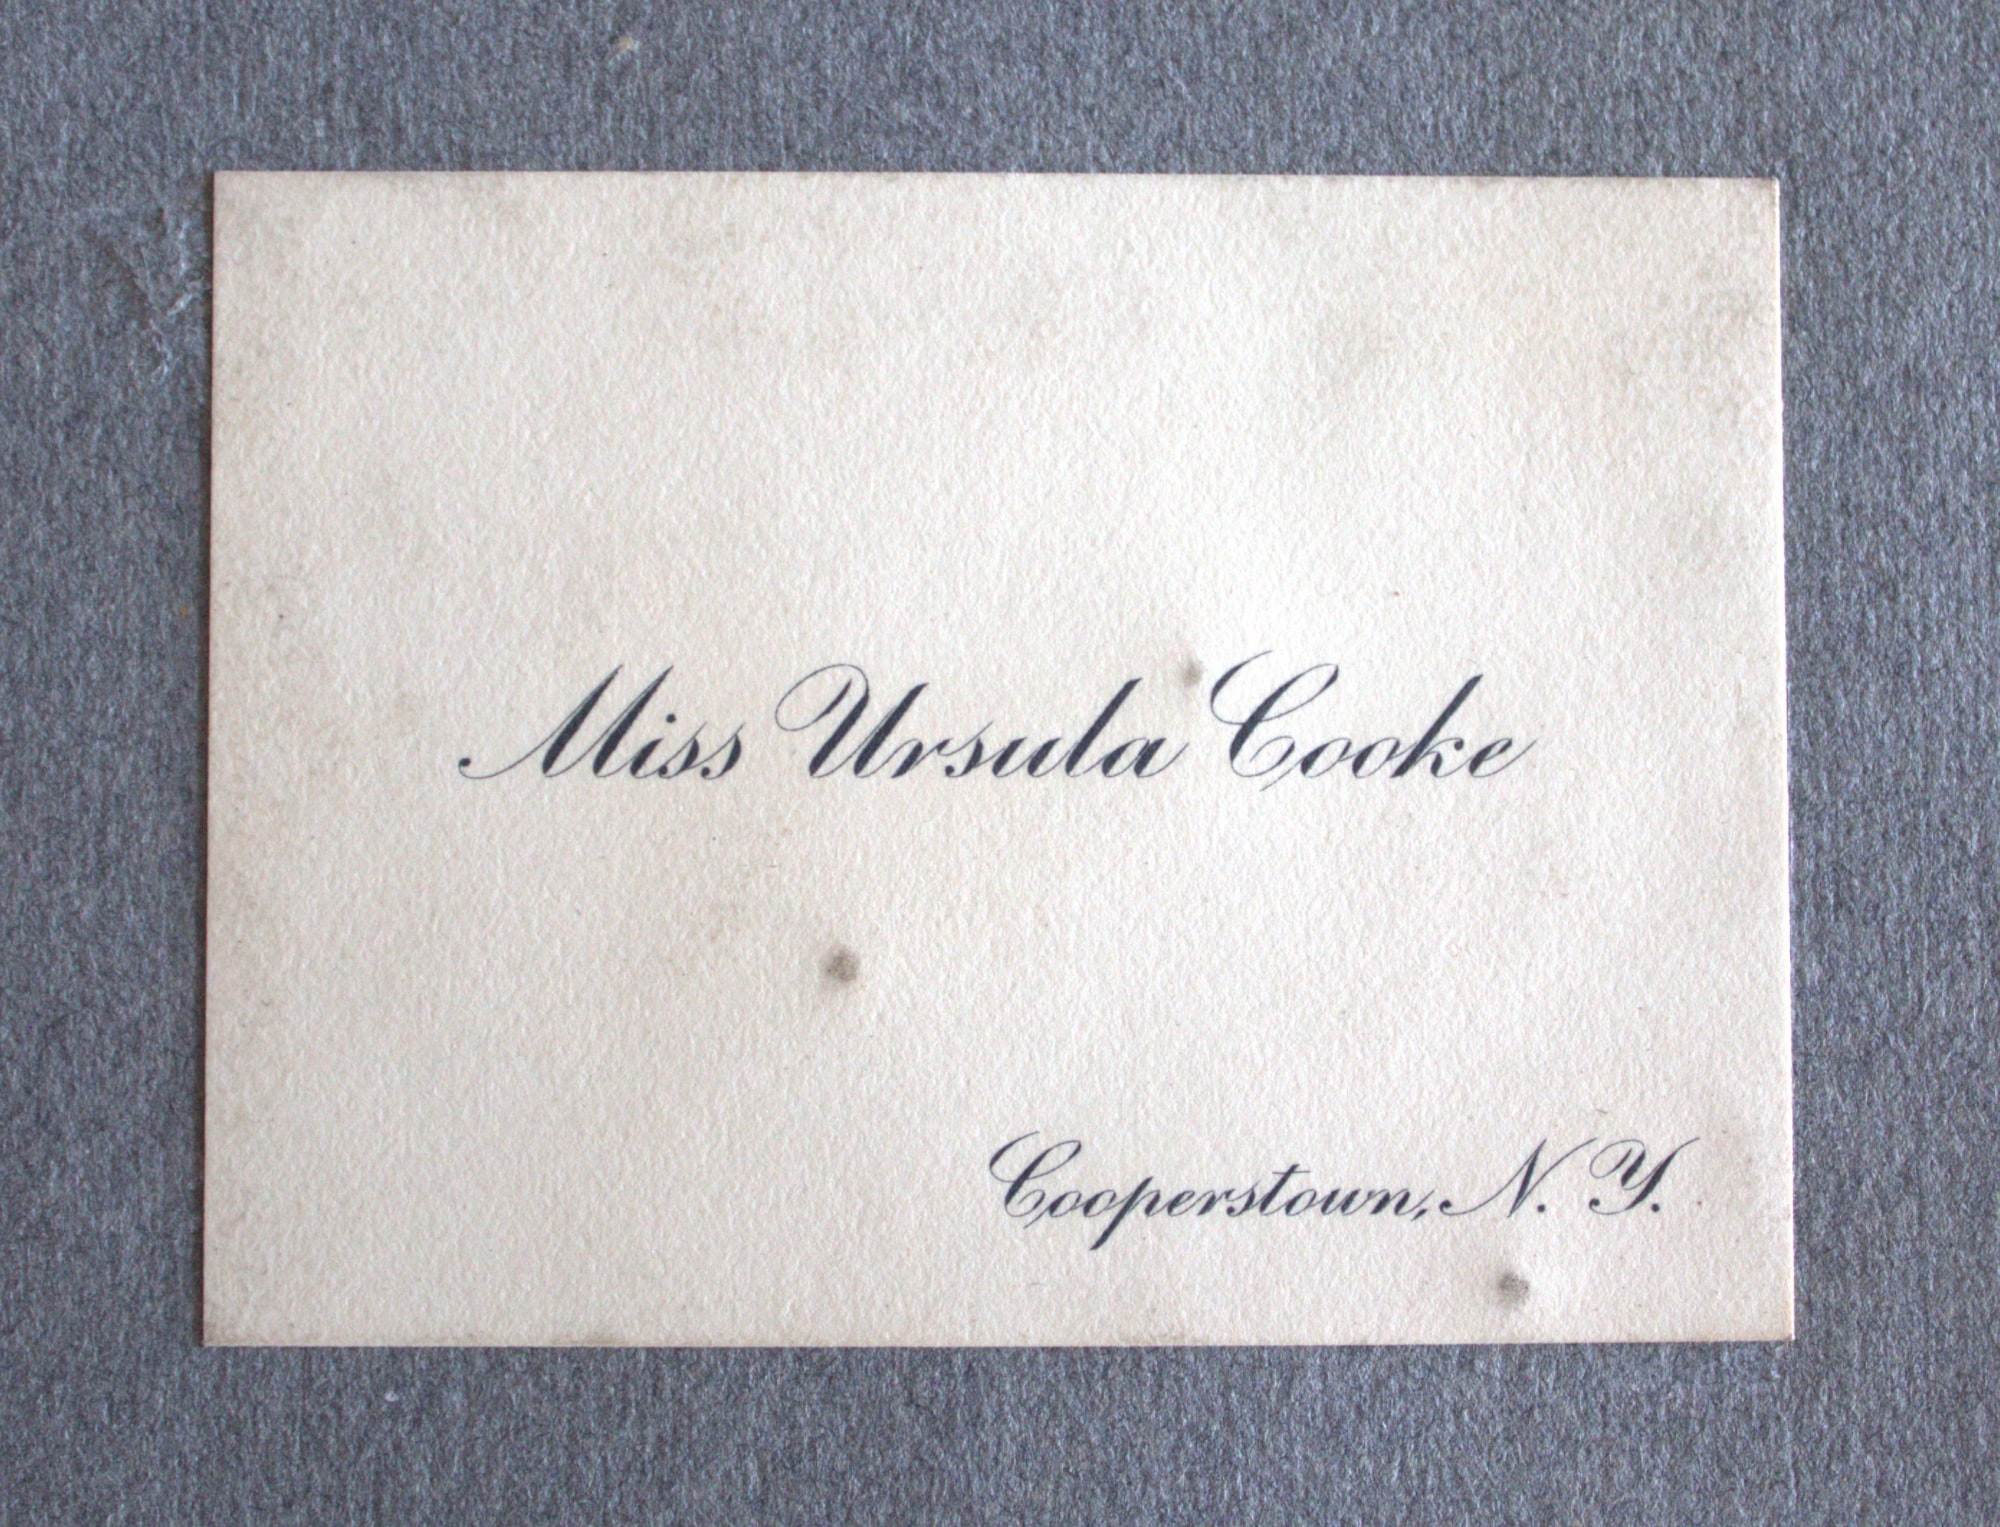 Miss Ursula Cooke
Cooperstown, N. Y.